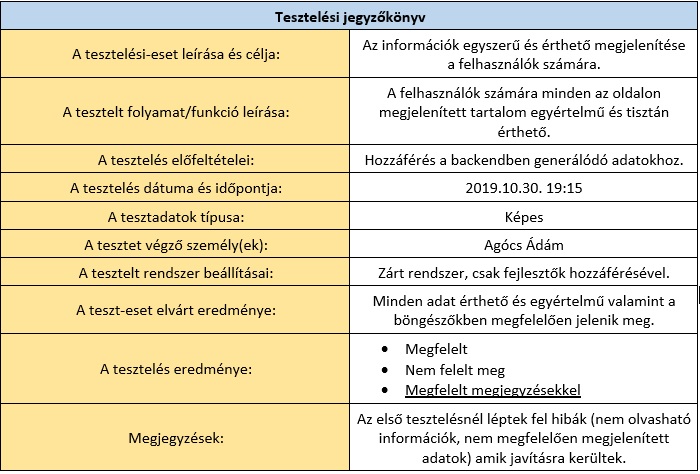 Tesztelési jegyzőkönyv
A tesztelési-eset leírása és célja:
Az információk egyszerű és érthető megjelenítése
a felhasználók számára.
A tesztelt folyamat/funkció leírása:
A felhasználók számára minden az oldalon
megjelenített tartalom egyértelmű és tisztán
érthető.
A tesztelés előfeltételei:
Hozzáférés a backendben generálódó adatokhoz.
A tesztelés dátuma és időpontja:
2019.10.30. 19:15
A tesztadatok típusa:
Képes
A tesztet végző személy(ek):
Agócs Ádám
A tesztelt rendszer beállításai:
Zárt rendszer, csak fejlesztők hozzáférésével.
A teszt-eset elvárt eredménye:
Minden adat érthető és egyértelmű valamint a
böngészőkben megfelelően jelenik meg.
A tesztelés eredménye:
• Megfelelt
• Nem felelt meg
• Megfelelt megjegyzésekkel
Megjegyzések:
Az első tesztelésnél léptek fel hibák (nem olvasható
információk, nem megfelelően megjelenített
adatok) amik javításra kerültek.